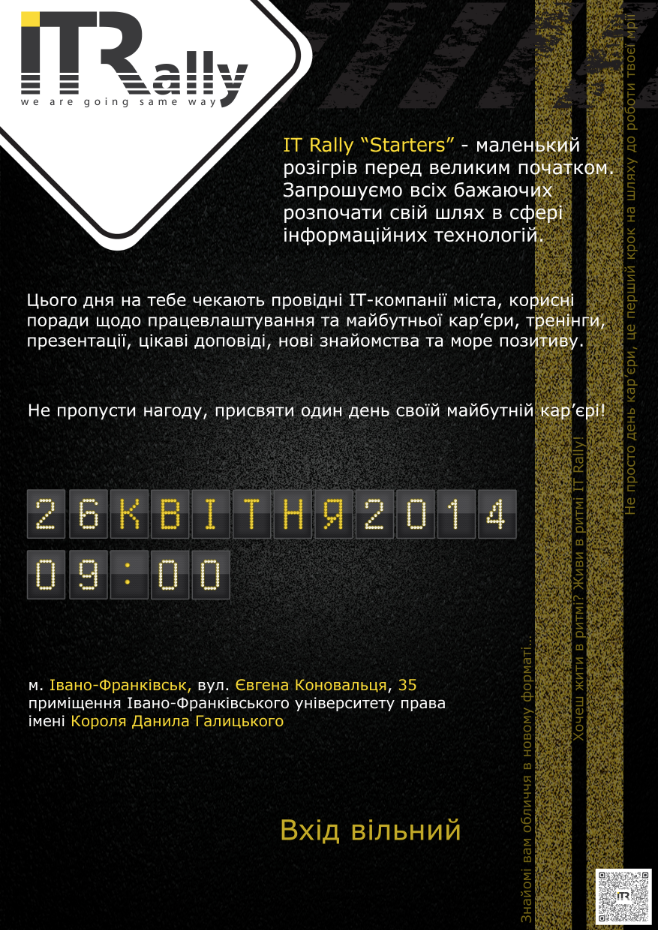 ITRally
we are going same way
IT Rally “Starters” - маленький
розігрів перед великим початком.
Запрошуємо всіх бажаючих
розпочати свій шлях в сфері
інформаційних технологій.
Цього дня на тебе чекають провідні ІТ-компанії міста, корисні
поради щодо працевлаштування та майбутньої кар’єри, тренінги,
презентації, цікаві доповіді, нові знайомства та море позитиву.
Не пропусти нагоду, присвяти один день своїй майбутній кар’єрі!
26КВІТНЯ2014
09:00
м. Івано-Франківськ, вул. Євгена Коновальця, 35
приміщення Івано-Франківського університету права
імені Короля Данила Галицького
Вхід вільний
Знайомі вам обличчя в новому форматі...
Хочеш жити в ритмі? Живи в ритмі IT Rally!
Не просто день кар’єри, це перший крок на шляху до роботи твоєї мрії
ITR